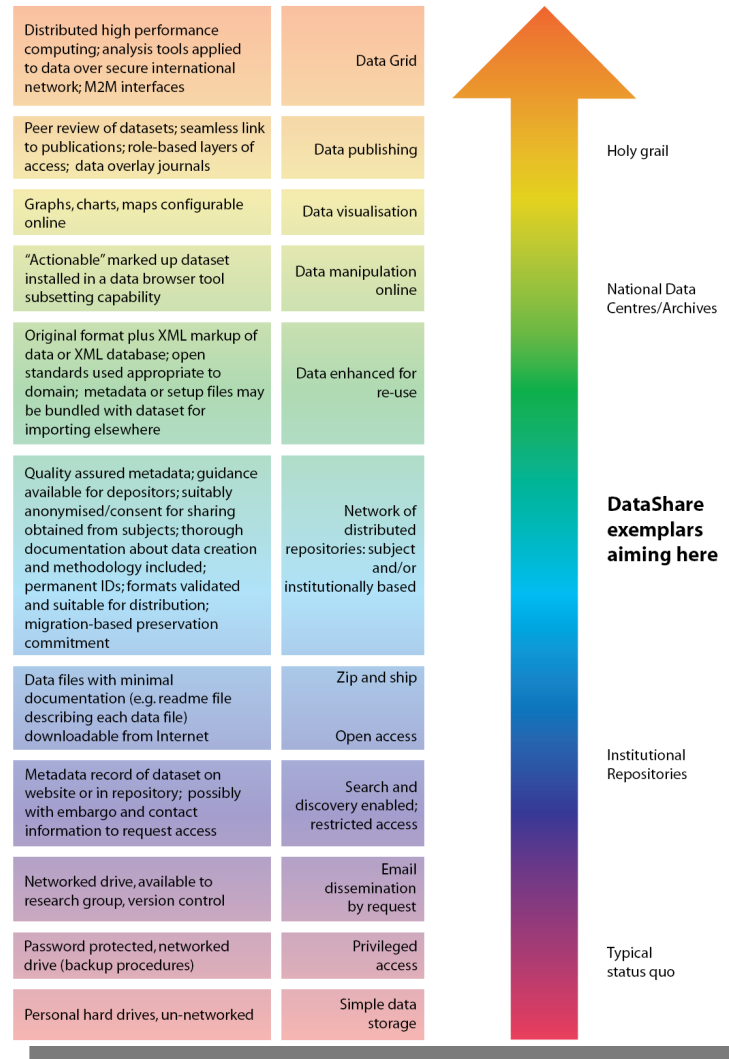 Distributed high performance
computing; analysis tools applied
to data over secure international
network; M2M interfaces
Data Grid
Peer review of datasets; seamless link
to publications; role-based layers of
access; data overlay journals
Data publishing
Holy grail
Graphs, charts, maps configurable
online
Data visualisation
“Actionable” marked up dataset
installed in a data browser tool
subsetting capability
Data manipulation
online
National Data
Centres/Archives
Original format plus XML markup of
data or XML database; open
standards used appropriate to
domain; metadata or setup files may
be bundled with dataset for
importing elsewhere
Data enhanced for
re-use
Quality assured metadata; guidance
available for depositors; suitably
anonymised/consent for sharing
obtained from subjects; thorough
documentation about data creation
and methodology included;
permanent IDs; formats validated
and suitable for distribution;
migration-based preservation
commitment
Network of
distributed
repositories: subject
and/or
institutionally based
DataShare
exemplars
aiming here
Data files with minimal
documentation (e.g. readme file
describing each data file)
downloadable from Internet
Zip and ship
Open access
Institutional
Repositories
Metadata record of dataset on
website or in repository; possibly
with embargo and contact
information to request access
Search and
discovery enabled;
restricted access
Networked drive, available to
research group, version control
Email
dissemination
by request
Password protected, networked
drive (backup procedures)
Privileged
access
Typical
status quo
Personal hard drives, un-networked
Simple data
storage